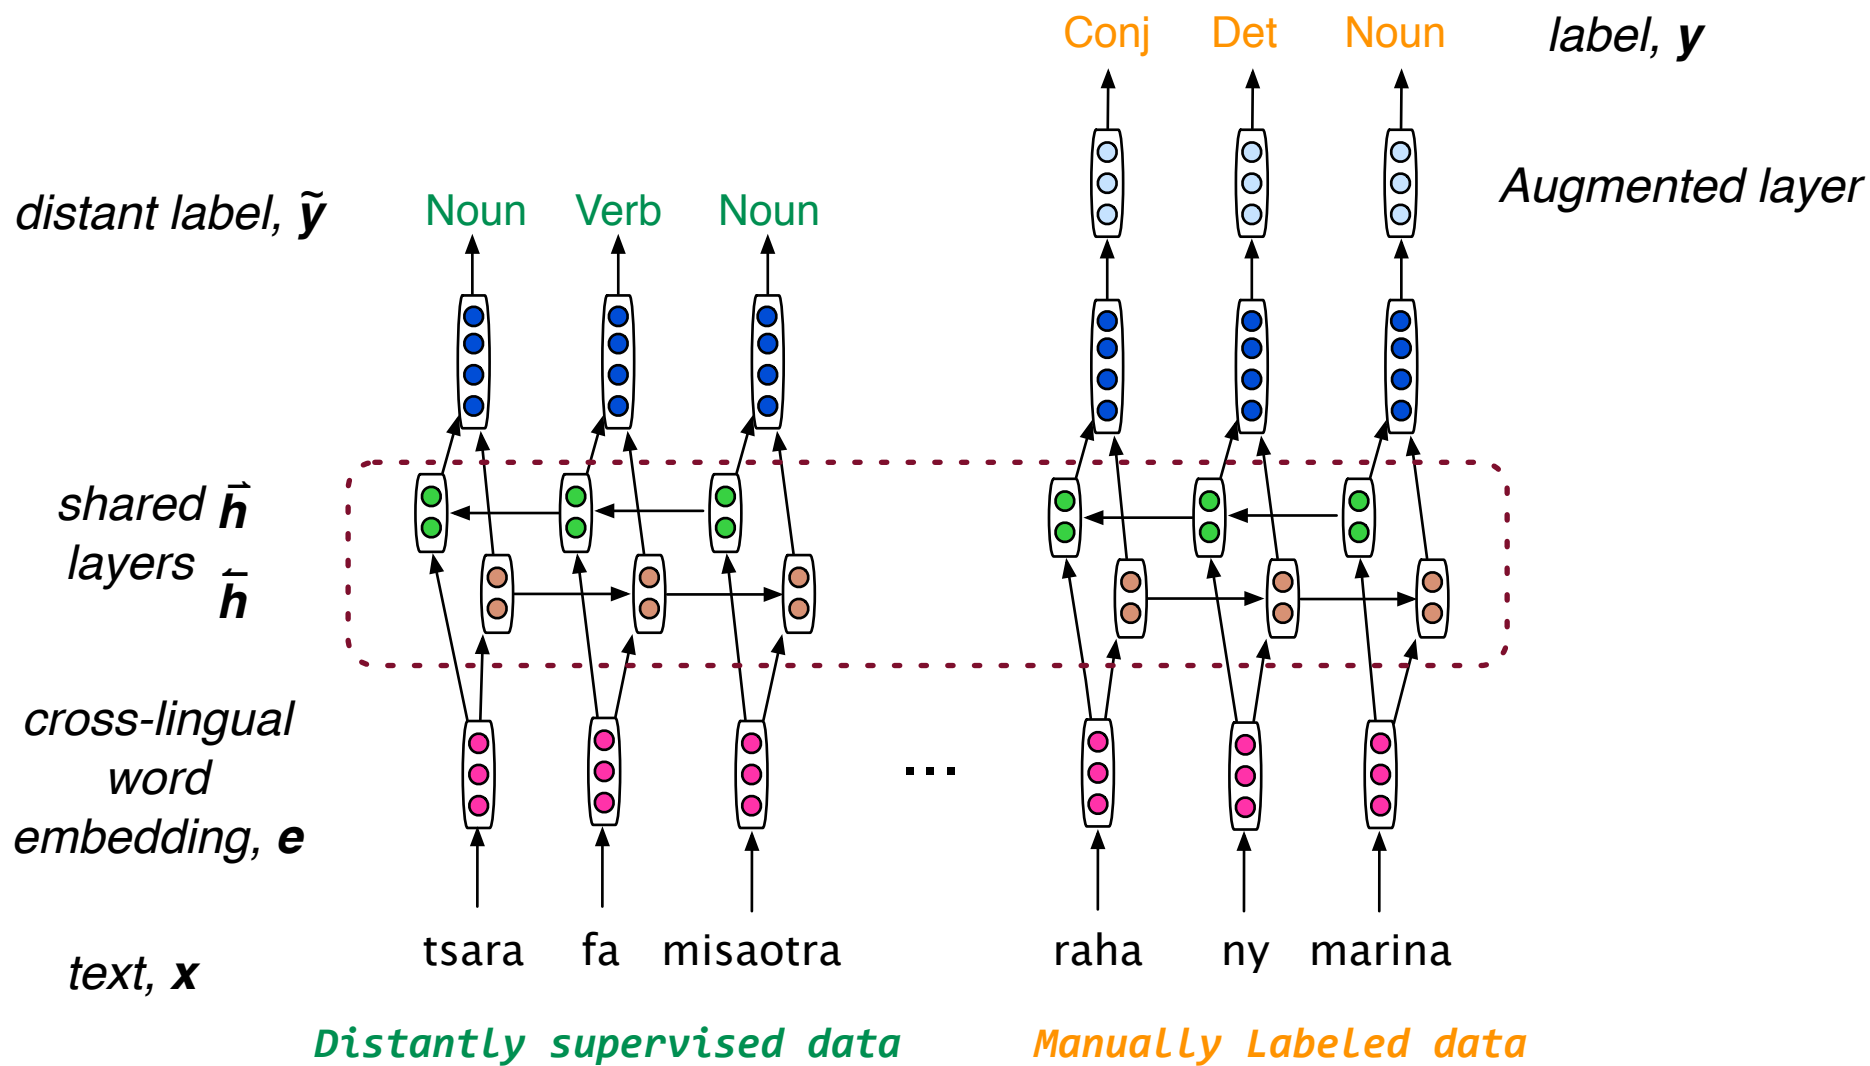 Conj Det Noun label, y
Augmented layer
distant label, ỹ Noun Verb Noun
shared h⃗
layers h⃖
cross-lingual
word
embedding, e
...
tsara fa misaotra raha ny marina
text, x
Distantly supervised data Manually Labeled data